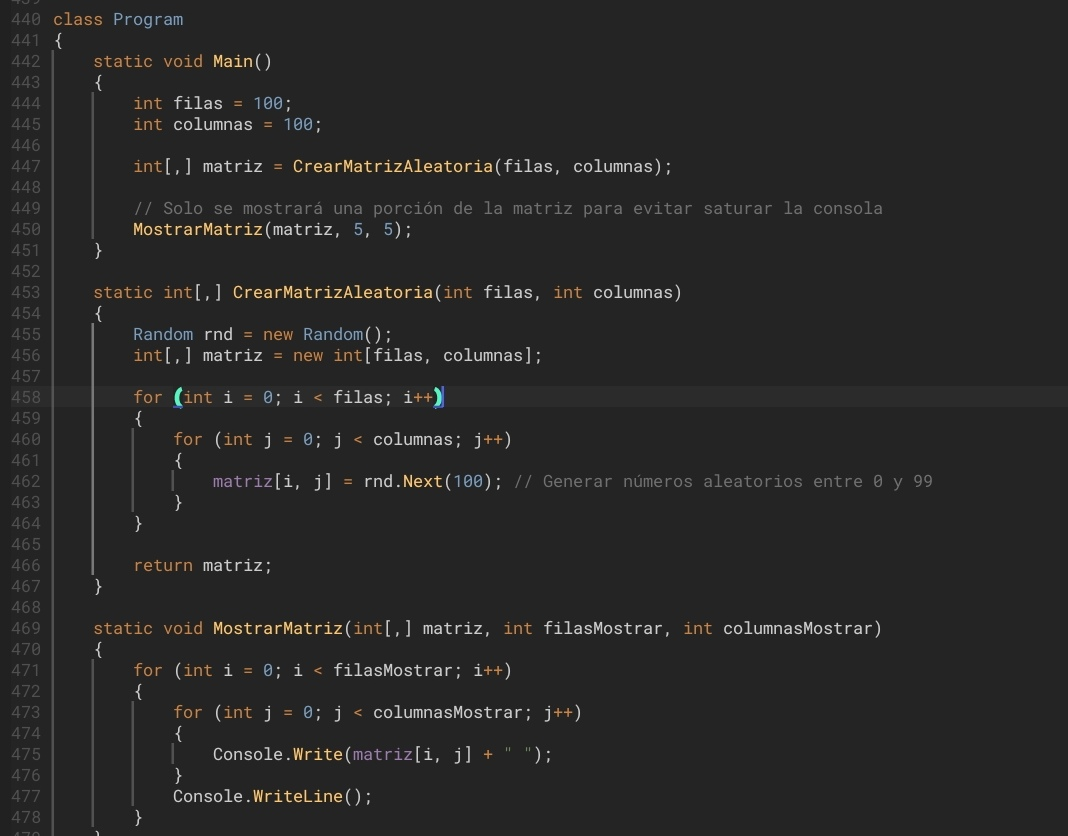 440 class Program
441 {
442 static void Main()
443 {
444 int filas = 100;
445 int columnas = 100;
446
447 int[,] matriz = CrearMatrizAleatoria(filas, columnas);
448
449 // Solo se mostrará una porción de la matriz para evitar saturar la consola
450 MostrarMatriz(matriz, 5, 5);
451 }
452
453 static int[,] CrearMatrizAleatoria(int filas, int columnas)
454 {
455 Random rnd = new Random();
456 int[,] matriz = new int[filas, columnas];
457
458 for (int i = 0; i < filas; i++)
459 {
460 for (int j = 0; j < columnas; j++)
461 {
462 matriz[i, j] = rnd.Next(100); // Generar números aleatorios entre 0 y 99
463 }
464 }
465
466 return matriz;
467 }
468
469 static void MostrarMatriz(int[,] matriz, int filasMostrar, int columnasMostrar)
470 {
471 for (int i = 0; i < filasMostrar; i++)
472 {
473 for (int j = 0; j < columnasMostrar; j++)
474 {
475 Console.Write(matriz[i, j] + " ");
476 }
477 Console.WriteLine();
478 }